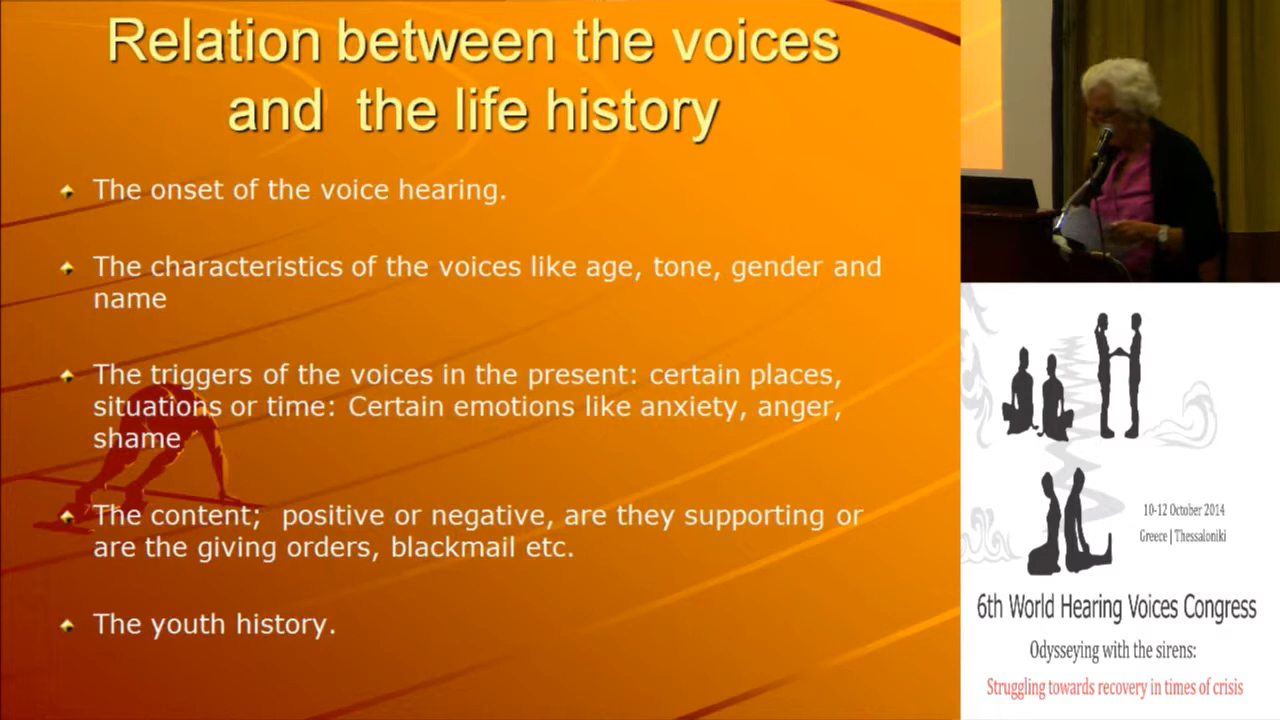 Relation between the voices
and the life history
The onset of the voice hearing.
The characteristics of the voices like age, tone, gender and
name
The triggers of the voices in the present: certain places,
situations or time: Certain emotions like anxiety, anger,
shame
The content; positive or negative, are they supporting or
are the giving orders, blackmail etc.
The youth history.
10-12 October 2014
Greece | Thessaloniki
6th World Hearing Voices Congress
Odysseying with the sirens:
Struggling towards recovery in times of crisis